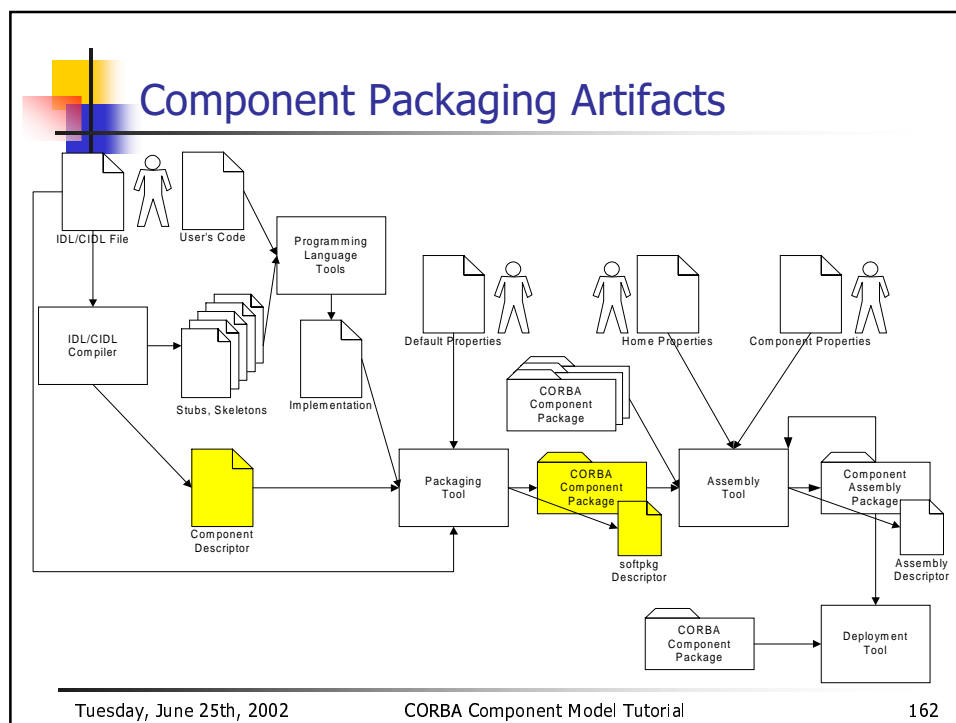 Component Packaging Artifacts
IDL/CIDL File
User's Code
Programming
Language
Tools
IDL/CIDL
Compiler
Stubs, Skeletons
Implementation
Default Properties
Home Properties
Component Properties
CORBA
Component
Package
Component
Descriptor
Packaging
Tool
CORBA
Component
Package
softpkg
Descriptor
Assembly
Tool
Component
Assembly
Package
Assembly
Descriptor
CORBA
Component
Package
Deployment
Tool
Tuesday, June 25th, 2002
CORBA Component Model Tutorial
162